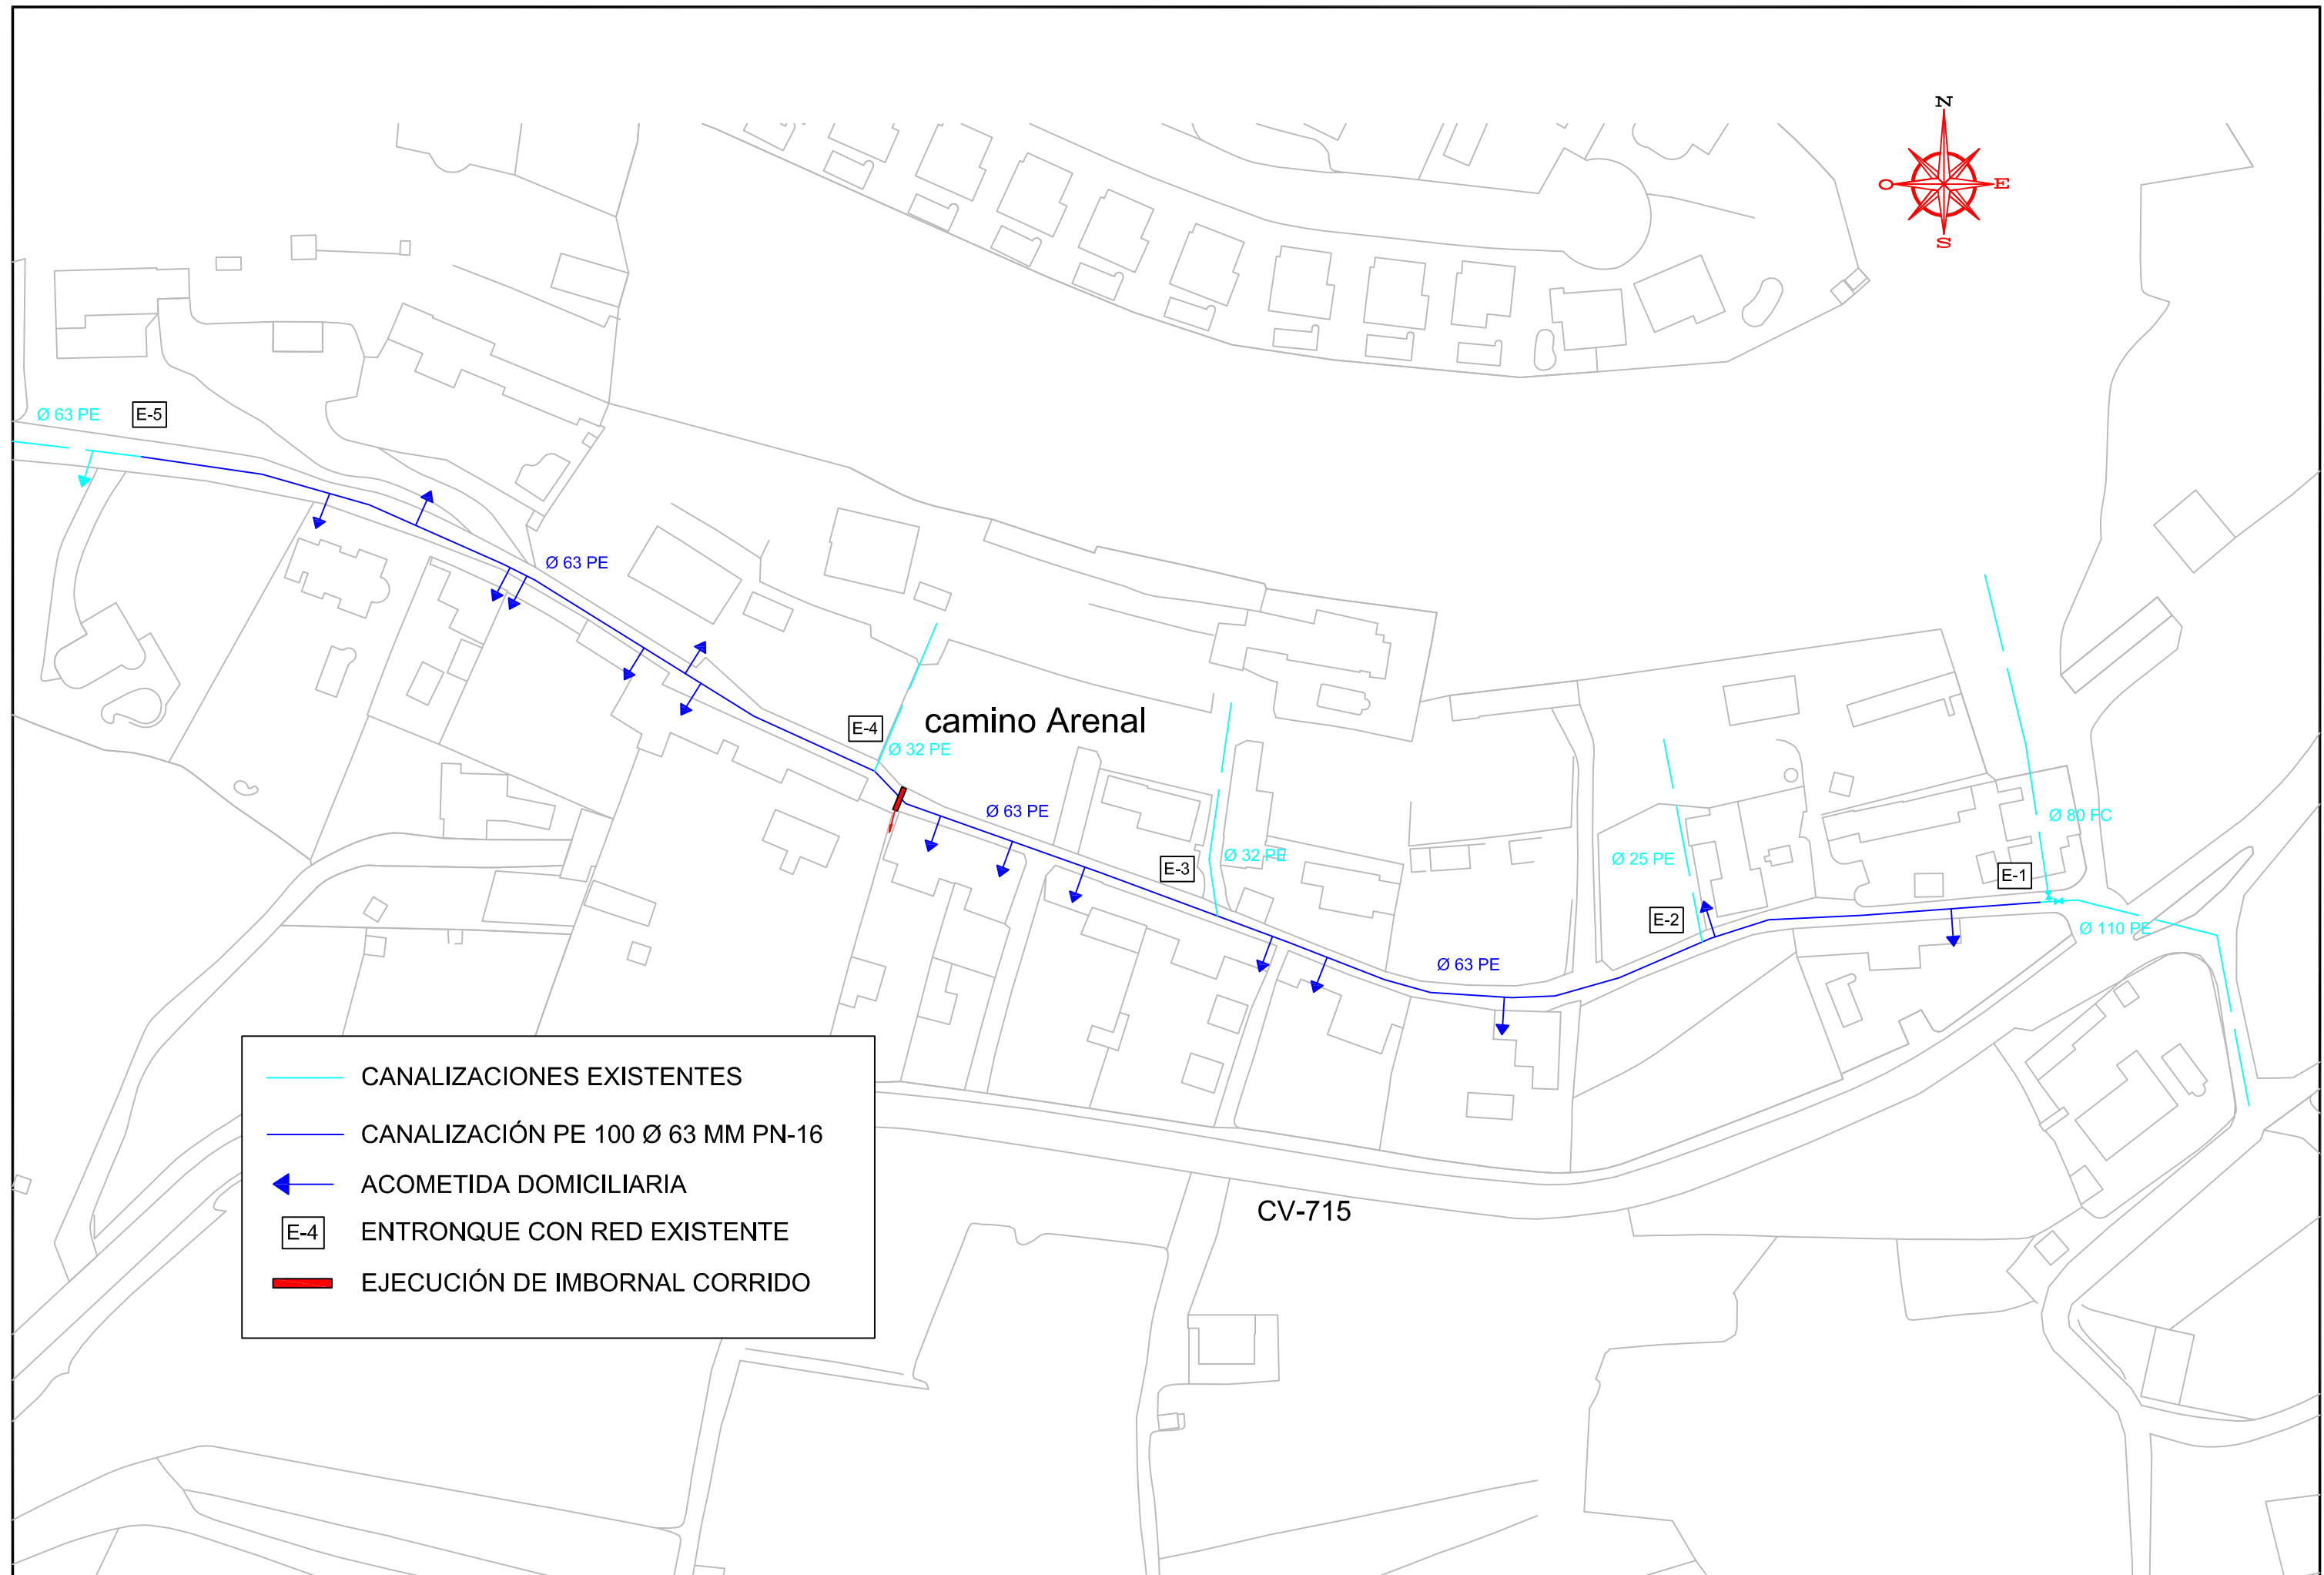 N
O
E
S
Ø 63 PE
E-5
Ø 63 PE
E-4
camino Arenal
Ø 32 PE
Ø 63 PE
E-3
Ø 32 PE
Ø 63 PE
Ø 25 PE
E-2
Ø 80 FC
E-1
Ø 110 PE
CANALIZACIONES EXISTENTES
CANALIZACIÓN PE 100 Ø 63 MM PN-16
ACOMETIDA DOMICILIARIA
E-4
ENTRONQUE CON RED EXISTENTE
EJECUCIÓN DE IMBORNAL CORRIDO
CV-715